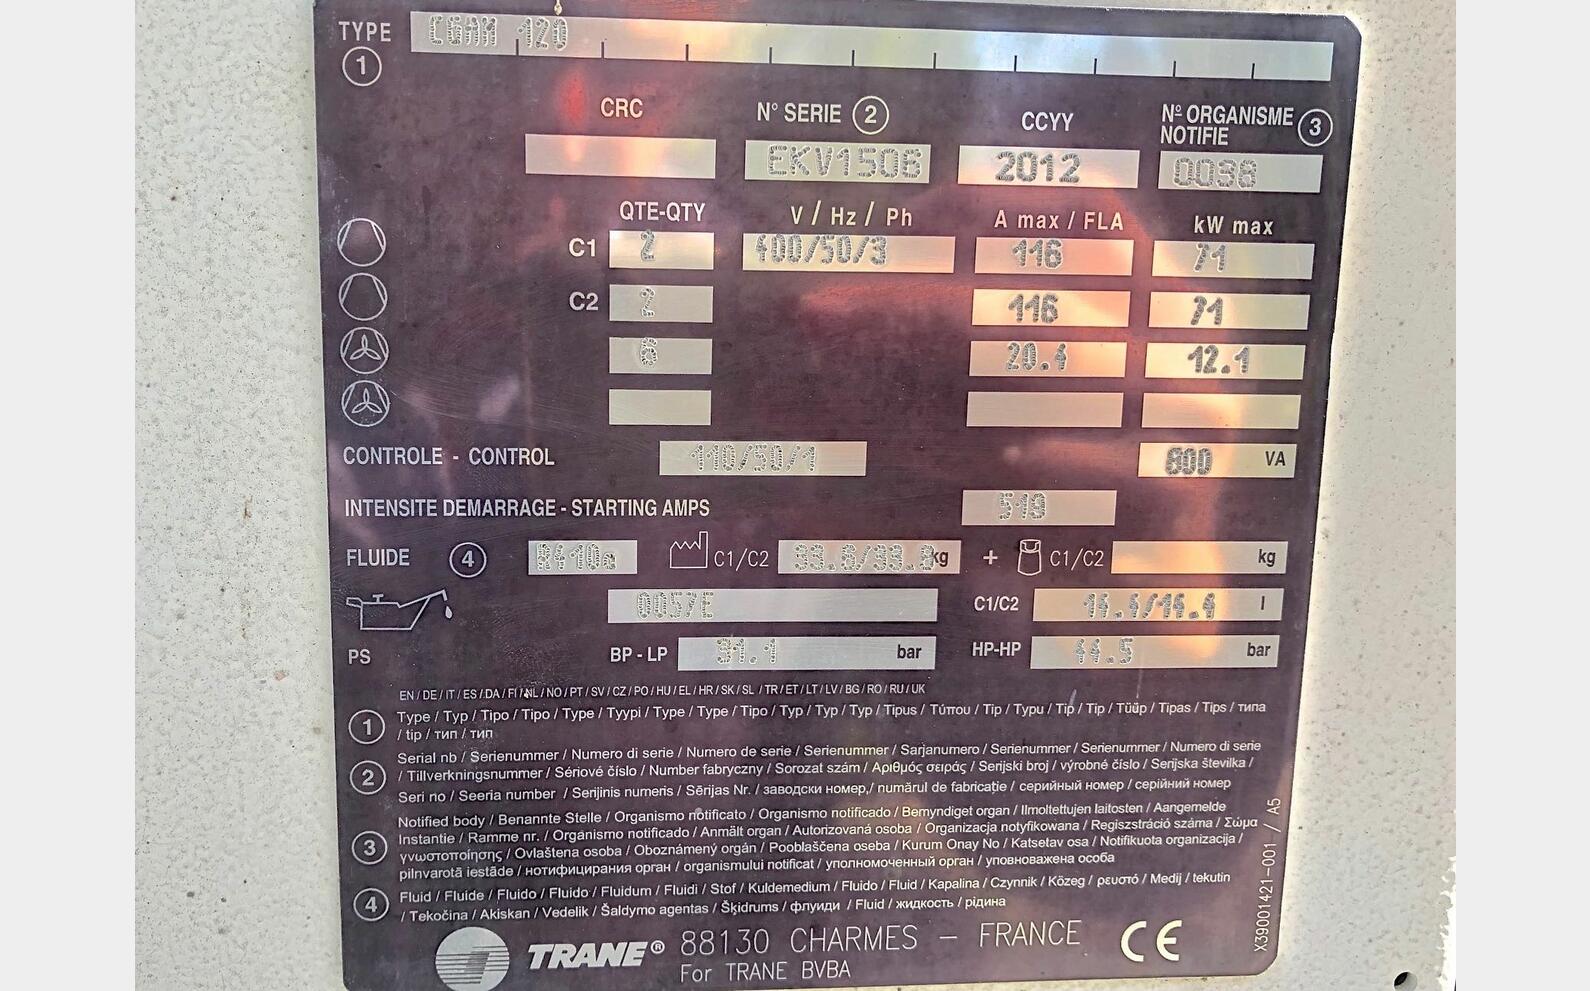 TYPE CGAM 120
1
CRC N° SERIE 2 CCYY Nº ORGANISME NOTIFIE 3
EKV1506 2012 0038
QTE-QTY V / Hz / Ph A max / FLA kW max
C1 2 400/50/3 116 71
C2 2 116 71
6 20.4 12.1
CONTROLE - CONTROL 110/50/1 800 VA
INTENSITE DEMARRAGE - STARTING AMPS 519
FLUIDE 4 R410a C1/C2 kg + C1/C2 kg
0057E C1/C2 l
PS BP - LP 31.1 bar HP-HP 44.5 bar
EN / DE / IT / ES / DA / FI / NL / NO / PT / SV / CZ / PO / HU / EL / HR / SK / SL / TR / ET / LT / LV / BG / RO / RU / UK
1 Type / Typ / Tipo / Tipo / Type / Tyypi / Type / Type / Tipo / Typ / Typ / Typ / Tipus / Τύπου / Tip / Typu / Tip / Tip / Tüüp / Tipas / Tips / типа
/ tip / тип / тип
2 Serial nb / Serienummer / Numero di serie / Numero de serie / Serienummer / Sarjanumero / Serienummer / Serienummer / Numero di serie
/ Tillverkningsnummer / Sériové číslo / Number fabryczny / Sorozat szám / Αριθμός σειράς / Serijski broj / výrobné číslo / Serijska številka /
Seri no / Seeria number / Serijinis numeris / Sērijas Nr. / заводски номер,/ numărul de fabricație / серийный номер / серійний номер
3 Notified body / Benannte Stelle / Organismo notificato / Organismo notificado / Bemyndiget organ / Ilmoitettujen laitosten / Aangemelde
Instantie / Ramme nr. / Organismo notificado / Anmält organ / Autorizovaná osoba / Organizacja notyfikowana / Regiszstráció száma / Σώμα
γνωστοποίησης / Ovlaštena osoba / Oboznámený orgán / Pooblaščena oseba / Kurum Onay No / Katsetav osa / Notifikuota organizacija /
pilnvarotā iestāde / нотифицирания орган / organismului notificat / уполномоченный орган / уповноважена особа
4 Fluid / Fluide / Fluido / Fluido / Fluidum / Fluidi / Stof / Kuldemedium / Fluido / Fluid / Kapalina / Czynnik / Közeg / ρευστό / Medij / tekutin
/ Tekočina / Akiskan / Vedelik / Šaldymo agentas / Šķidrums / флуиди / Fluid / жидкость / рідина
X39001421-001 / A5
TRANE® 88130 CHARMES – FRANCE CE
For TRANE BVBA